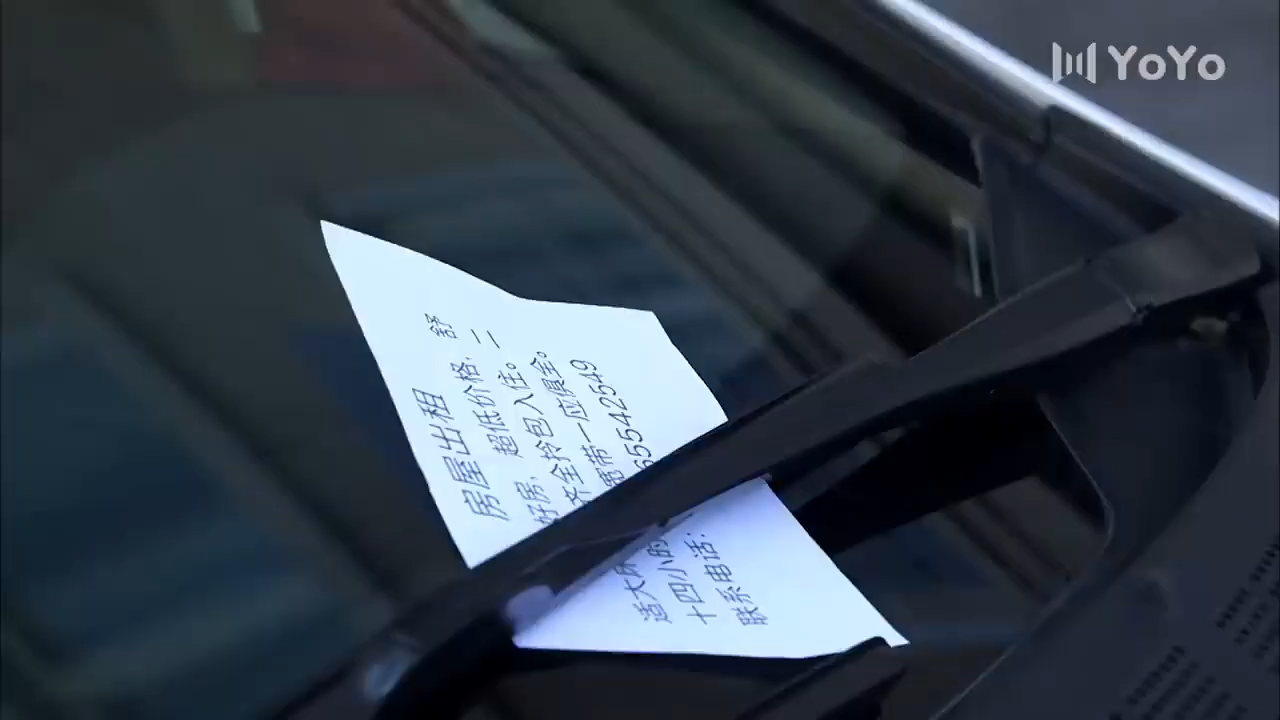 YOYO
房屋出租
好房,超低价格,舒
适大 齐全拎包入住。二
十四小时 宽带一应俱全。
联系电话: 65542549